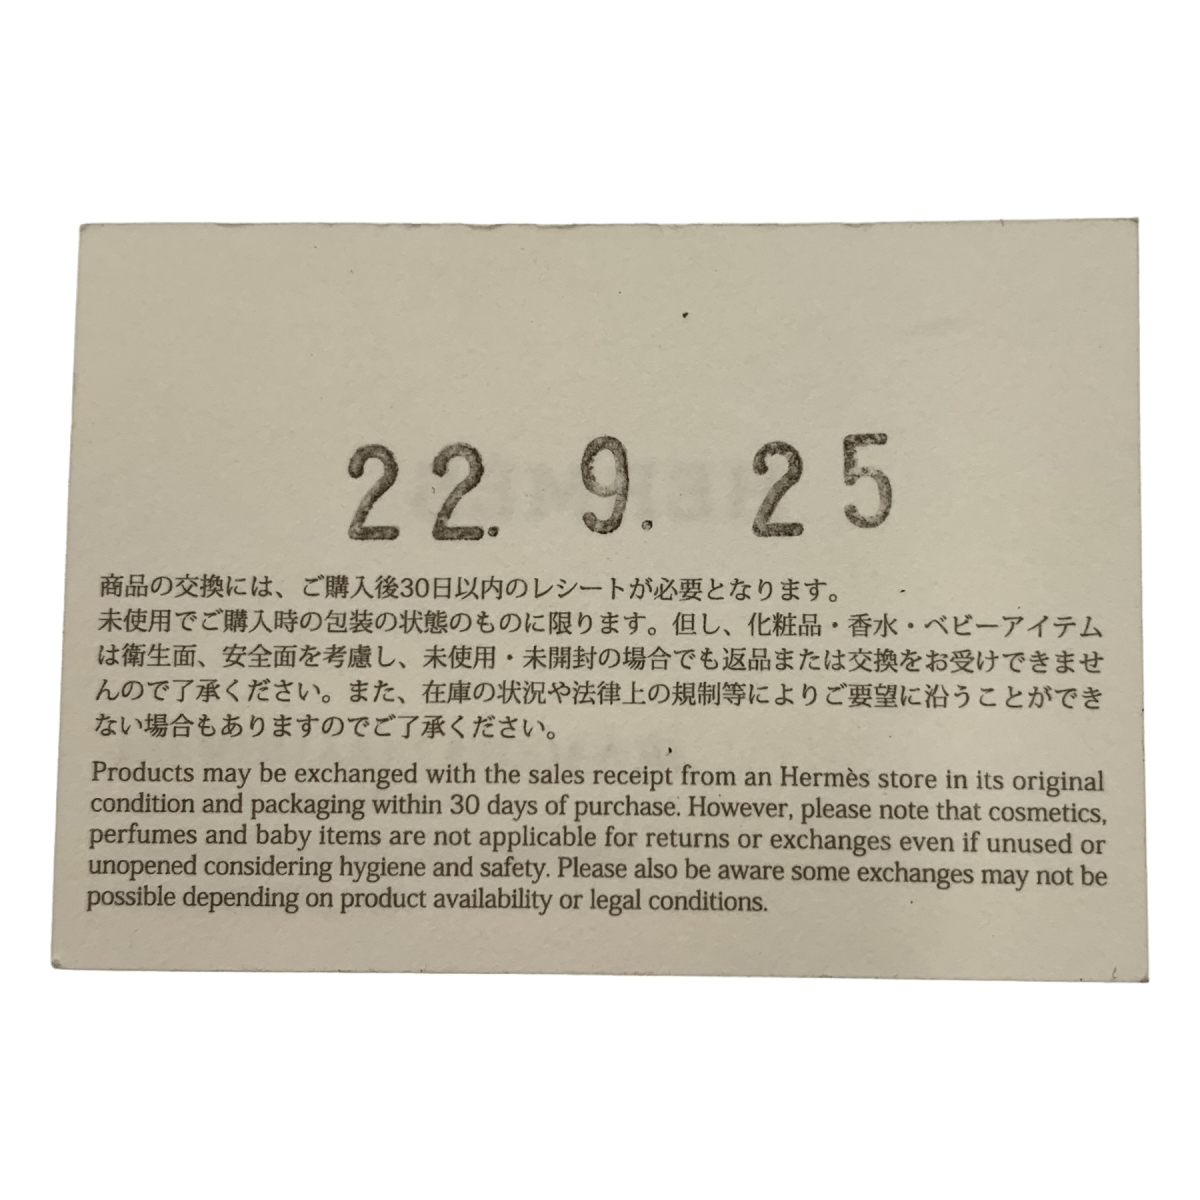 22. 9. 25
商品の交換には、ご購入後30日以内のレシートが必要となります。
未使用でご購入時の包装の状態のものに限ります。但し、化粧品・香水・ベビーアイテム
は衛生面、安全面を考慮し、未使用・未開封の場合でも返品または交換をお受けできませ
んので了承ください。また、在庫の状況や法律上の規制等によりご要望に沿うことができ
ない場合もありますのでご了承ください。
Products may be exchanged with the sales receipt from an Hermès store in its original
condition and packaging within 30 days of purchase. However, please note that cosmetics,
perfumes and baby items are not applicable for returns or exchanges even if unused or
unopened considering hygiene and safety. Please also be aware some exchanges may not be
possible depending on product availability or legal conditions.